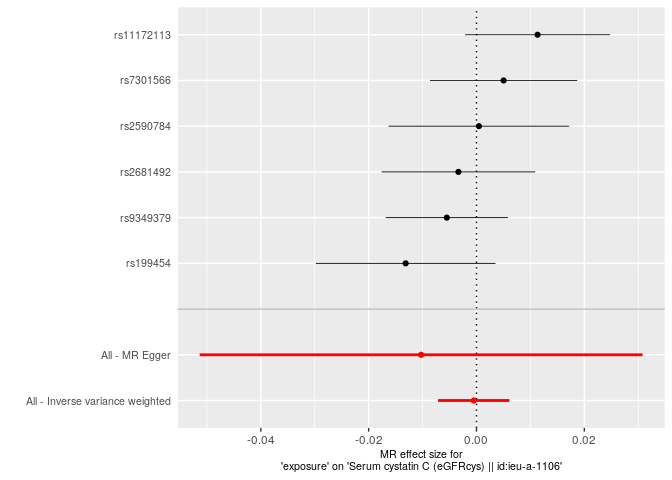 rs11172113
rs7301566
rs2590784
rs2681492
rs9349379
rs199454
All - MR Egger
All - Inverse variance weighted
-0.04 -0.02 0.00 0.02
MR effect size for
'exposure' on 'Serum cystatin C (eGFRcys) || id:ieu-a-1106'